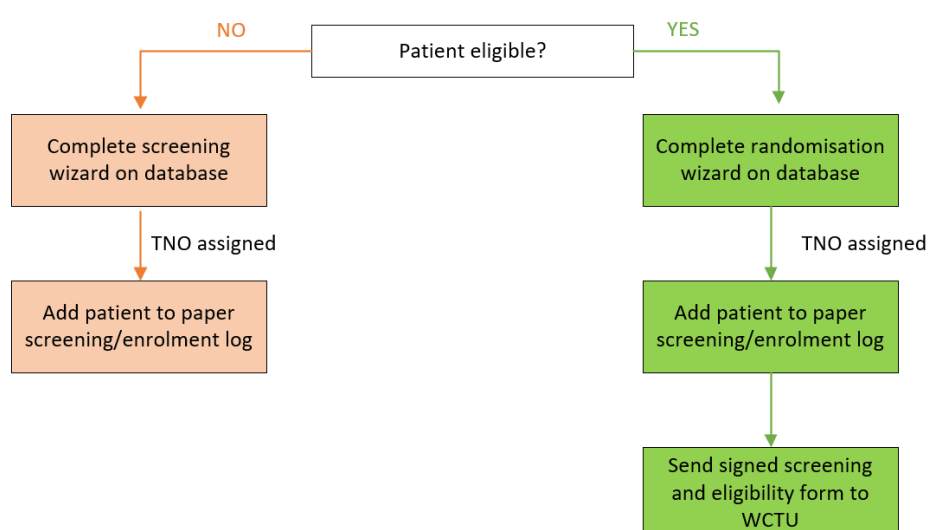 NO
Patient eligible?
YES
Complete screening
wizard on database
Complete randomisation
wizard on database
TNO assigned
TNO assigned
Add patient to paper
screening/enrolment log
Add patient to paper
screening/enrolment log
Send signed screening
and eligibility form to
WCTU